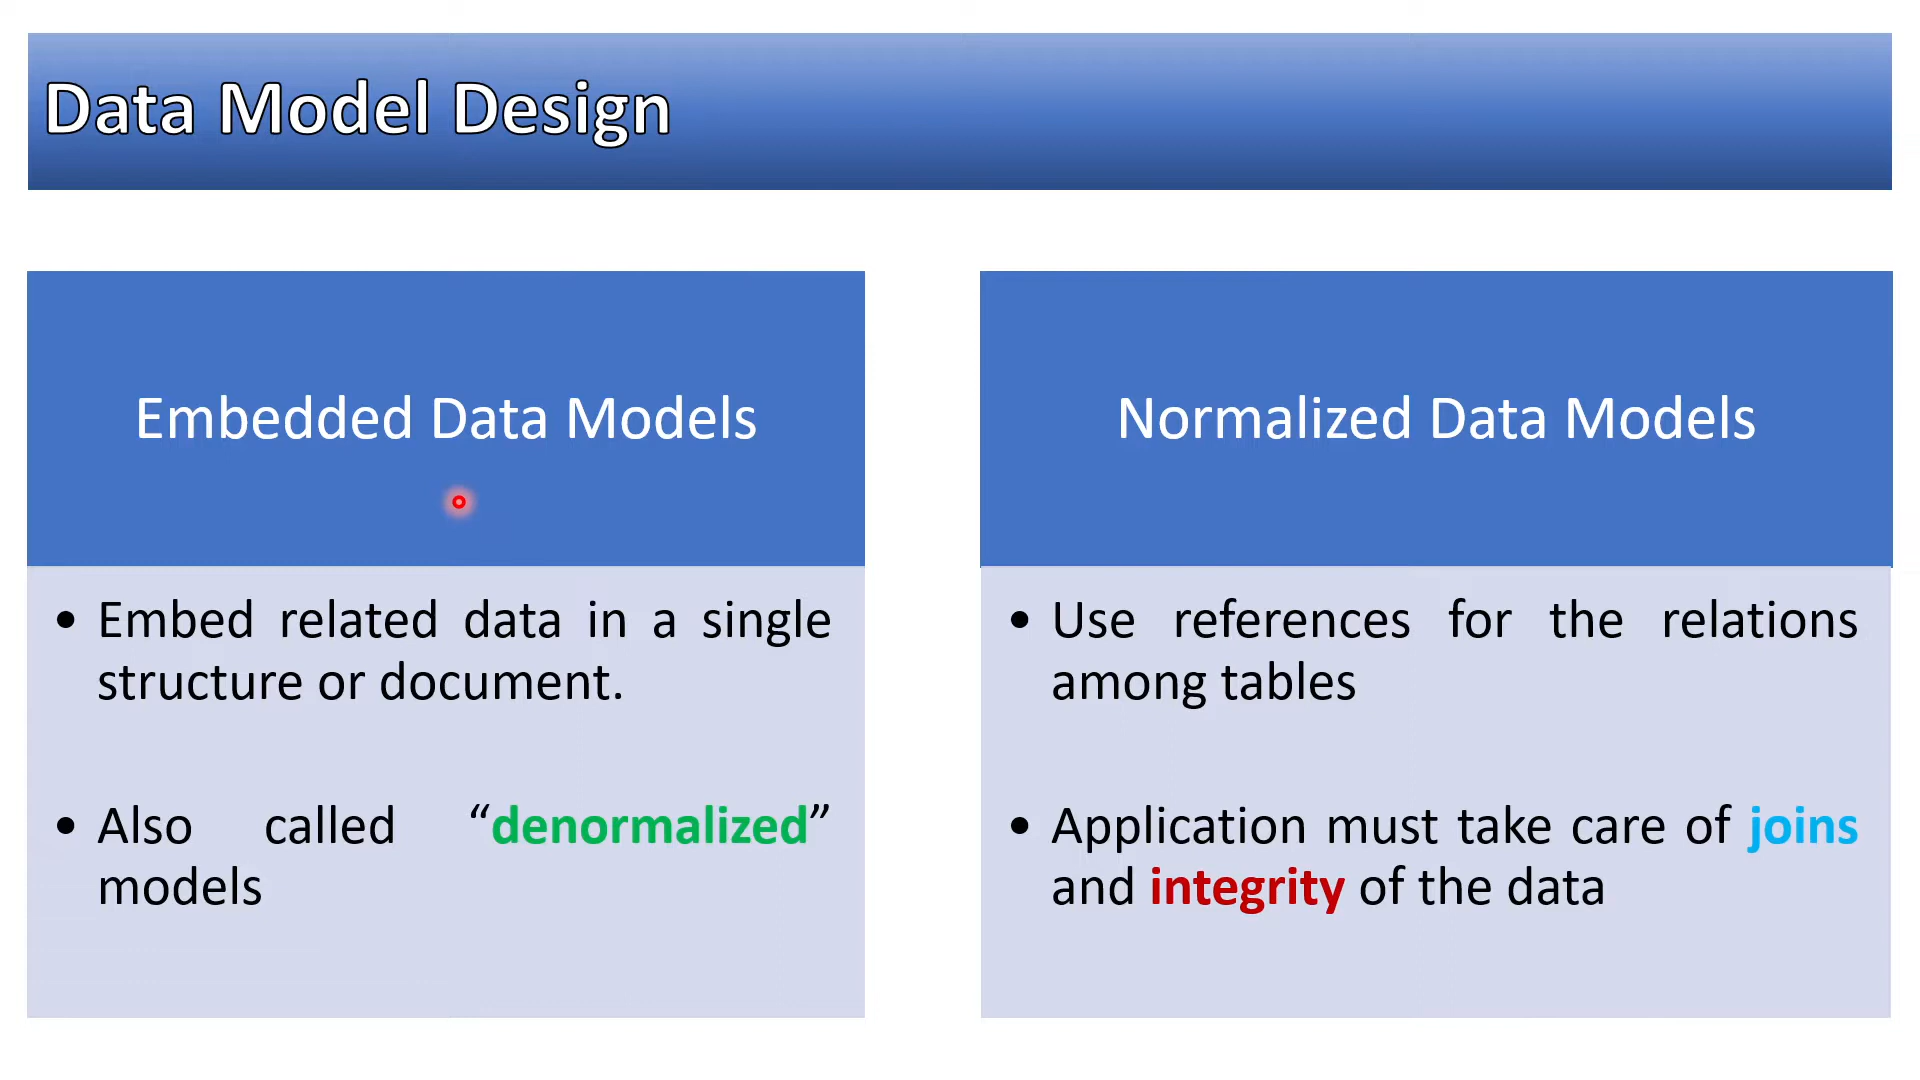 Data Model Design
Embedded Data Models
• Embed related data in a single
structure or document.
• Also called “denormalized”
models
Normalized Data Models
• Use references for the relations
among tables
• Application must take care of joins
and integrity of the data